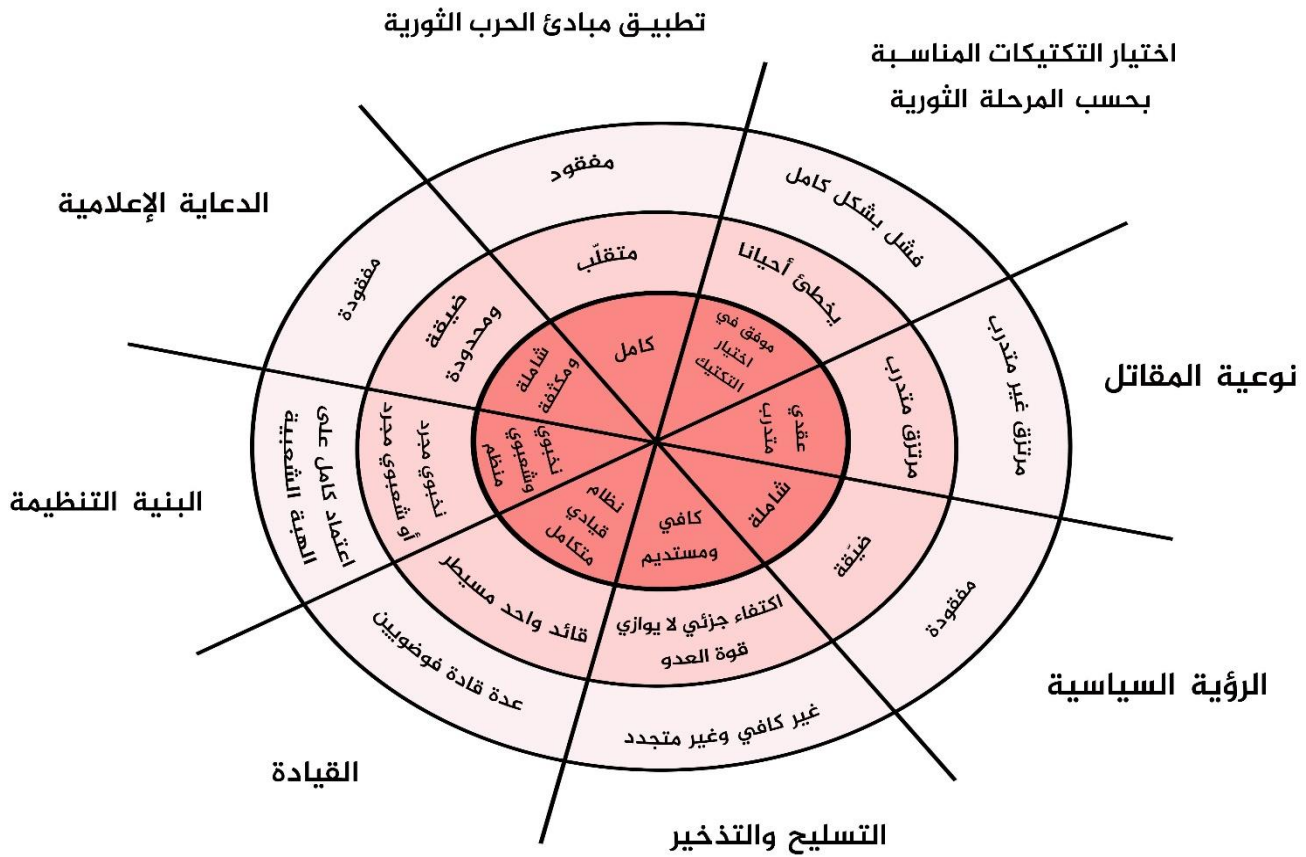 تطبيـق مبادئ الحرب الثورية
اختيار التكتيكات المناسـبة
بحسب المرحلة الثورية
الدعاية الإعلامية
نوعية المقاتل
البنية التنظيمة
الرؤية السياسية
القيادة
التسليح والتذخير
مفقود
متقلّب
كامل
فشل بشكل كامل
يخطئ أحيانا
موفق في
اختيار
التكتيك
مرتزق غير متدرب
مرتزق متدرب
عقدي
متدرب
مفقودة
ضيّقة
شاملة
غير كافي وغير متجدد
اكتفاء جزئي لا يوازي
قوة العدو
كافي
ومستديم
عدة قادة فوضويين
قائد واحد مسيطر
نظام
قيادي
متكامل
اعتماد كامل على
الهبة الشعبية
نخبوي مجرد
أو شعبوي مجرد
نخبوي
وشعبوي
منظم
مفقودة
ضيقة
ومحدودة
شاملة
ومكثفة